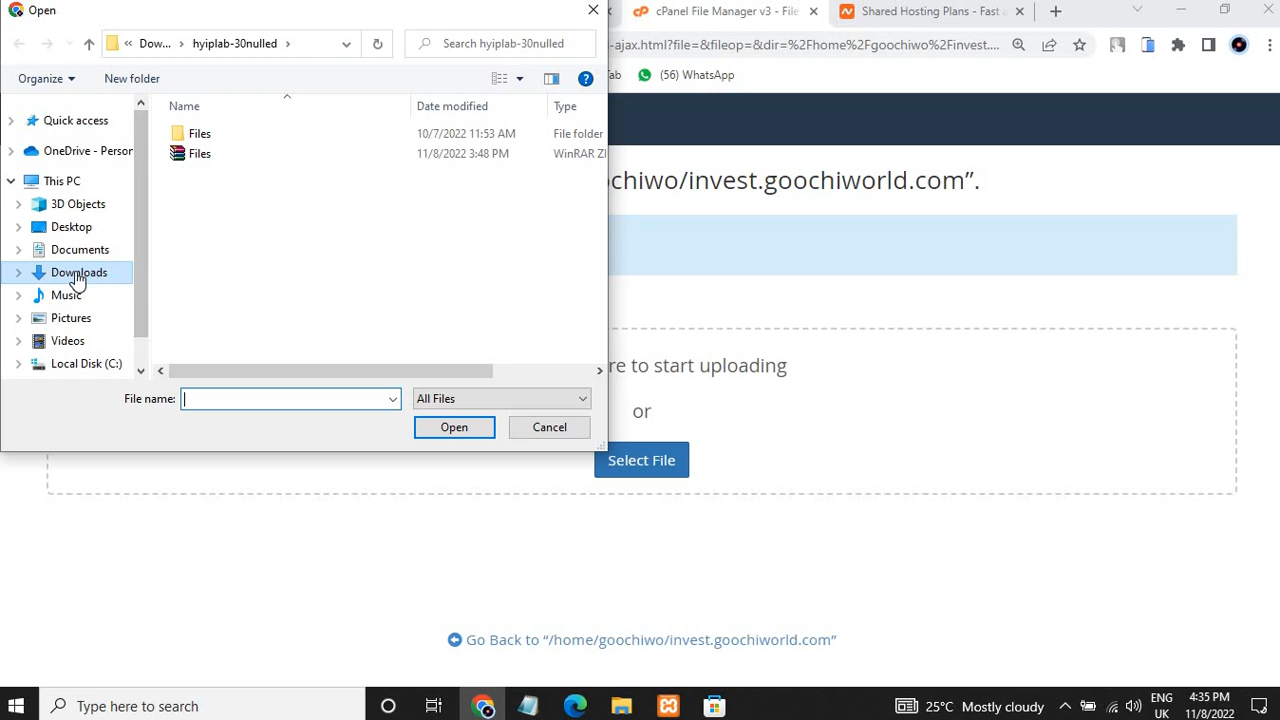 Open
cPanel File Manager v3 - File
Shared Hosting Plans - Fast a
Dow...
hyiplab-30nulled
Search hyiplab-30nulled
-ajax.html?file=&fileop=&dir=%2Fhome%2Fgoochiwo%2Finvest....
Organize
New folder
Tab
(56) WhatsApp
Name
Date modified
Type
Quick access
Files
10/7/2022 11:53 AM
File folder
OneDrive - Person
Files
11/8/2022 3:48 PM
WinRAR ZI
This PC
ochiwo/invest.goochiworld.com”.
3D Objects
Desktop
Documents
Downloads
Music
Pictures
Videos
Local Disk (C:)
re to start uploading
File name:
All Files
or
Open
Cancel
Select File
Go Back to “/home/goochiwo/invest.goochiworld.com”
Type here to search
25°C Mostly cloudy
ENG
UK
4:35 PM
11/8/2022